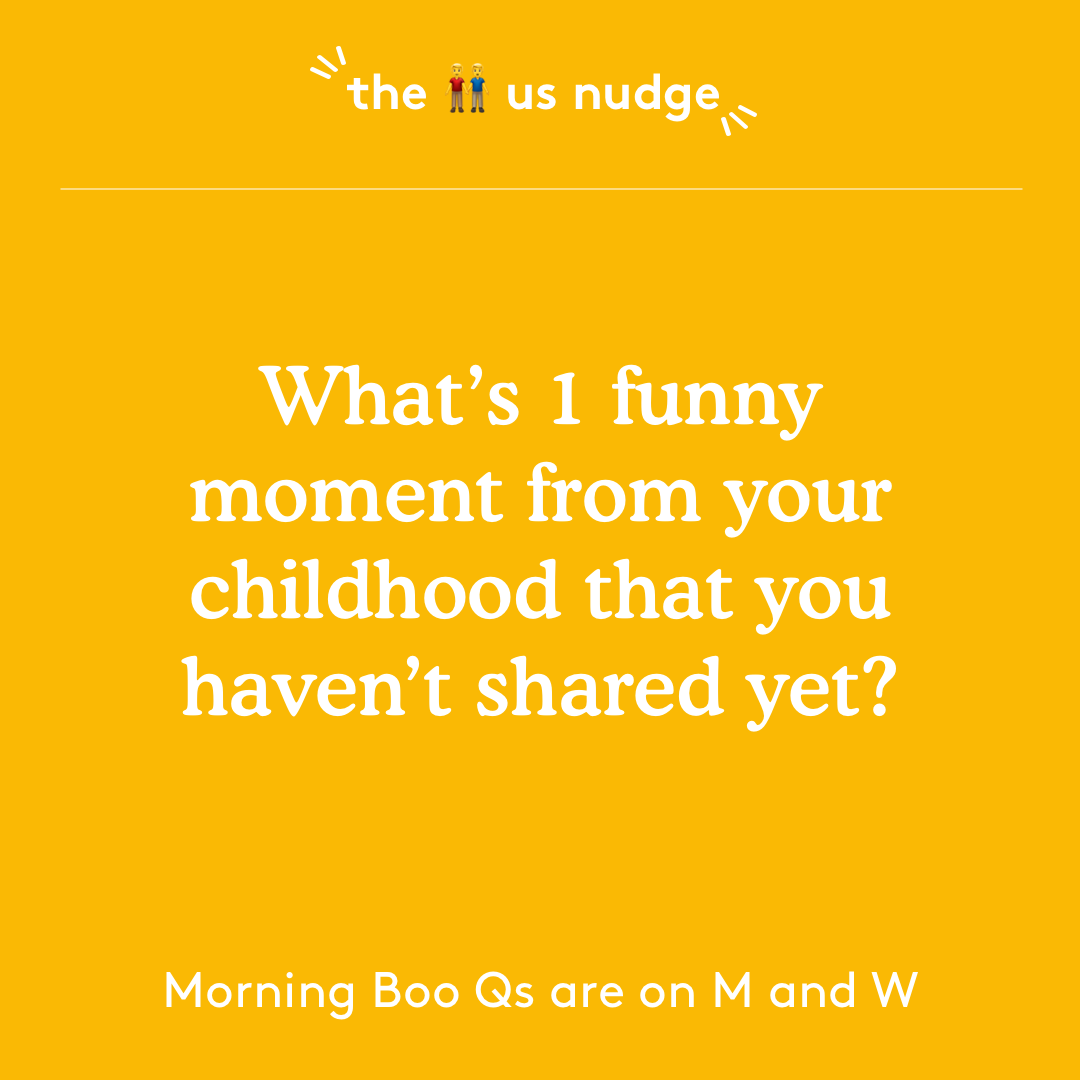 the 👬 us nudge
What’s 1 funny
moment from your
childhood that you
haven’t shared yet?
Morning Boo Qs are on M and W